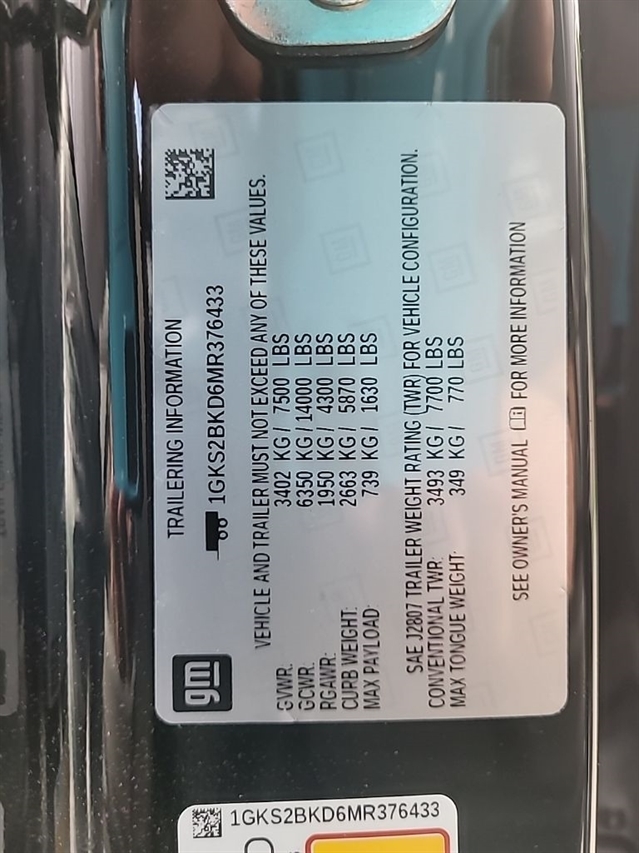 TRAILERING INFORMATION
1GKS2BKD6MR376433
gm
VEHICLE AND TRAILER MUST NOT EXCEED ANY OF THESE VALUES.
GVWR: 3402 KG / 7500 LBS
GCWR: 6350 KG / 14000 LBS
RGAWR: 1950 KG / 4300 LBS
CURB WEIGHT: 2663 KG / 5870 LBS
MAX PAYLOAD: 739 KG / 1630 LBS
SAE J2807 TRAILER WEIGHT RATING (TWR) FOR VEHICLE CONFIGURATION.
CONVENTIONAL TWR: 3493 KG / 7700 LBS
MAX TONGUE WEIGHT: 349 KG / 770 LBS
SEE OWNER'S MANUAL FOR MORE INFORMATION
1GKS2BKD6MR376433